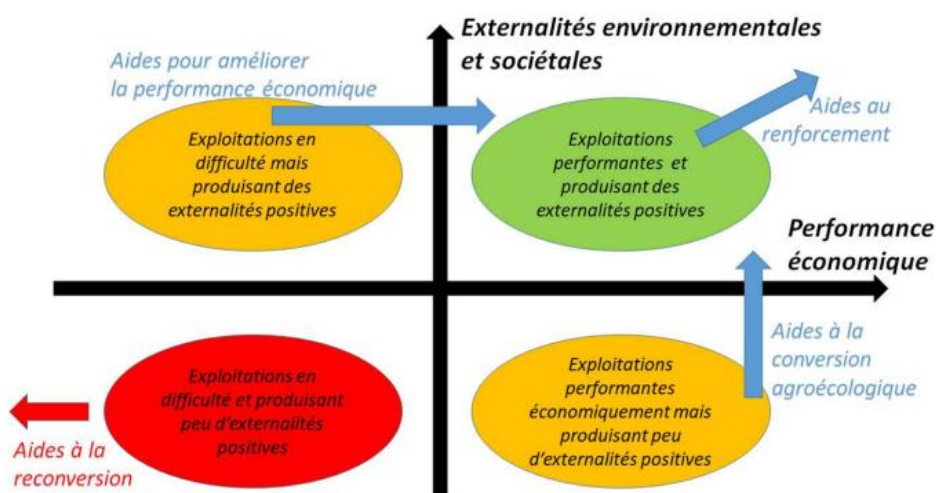 Externalités environnementales
et sociétales
Aides pour améliorer
la performance économique
Exploitations en
difficulté mais
produisant des
externalités positives
Exploitations
performantes et
produisant des
externalités positives
Aides au
renforcement
Performance
économique
Exploitations en
difficulté et produisant
peu d'externalités
positives
Aides à la
reconversion
Exploitations
performantes
économiquement mais
produisant peu
d'externalités positives
Aides à la
conversion
agroécologique